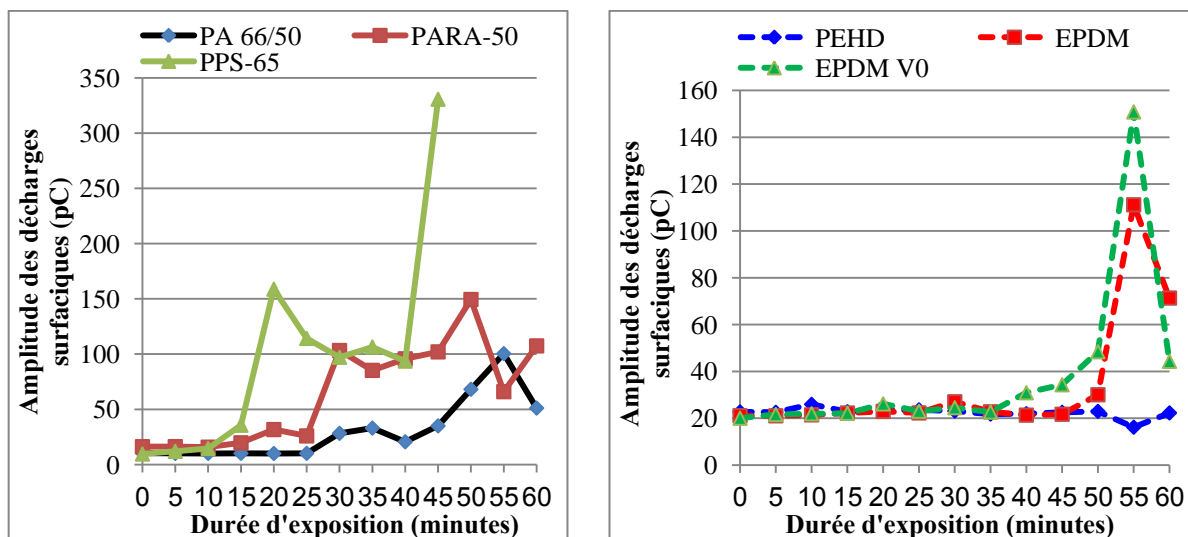 PA 66/50 PARA-50
PPS-65
350
300
250
200
150
100
50
0
Amplitude des décharges
surfaciques (pC)
0 5 10 15 20 25 30 35 40 45 50 55 60
Durée d'exposition (minutes)
PEHD EPDM
EPDM V0
160
140
120
100
80
60
40
20
0
Amplitude des décharges
surfaciques (pC)
0 5 10 15 20 25 30 35 40 45 50 55 60
Durée d'exposition (minutes)